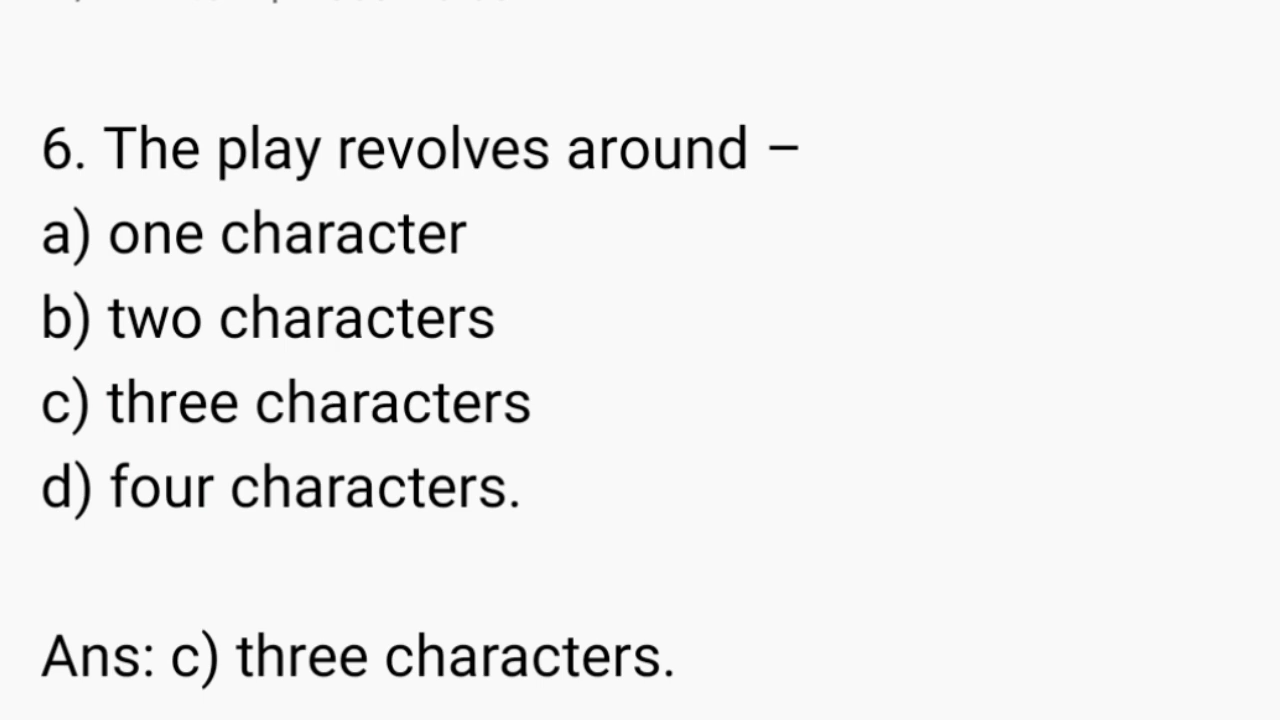 6. The play revolves around –
a) one character
b) two characters
c) three characters
d) four characters.
Ans: c) three characters.